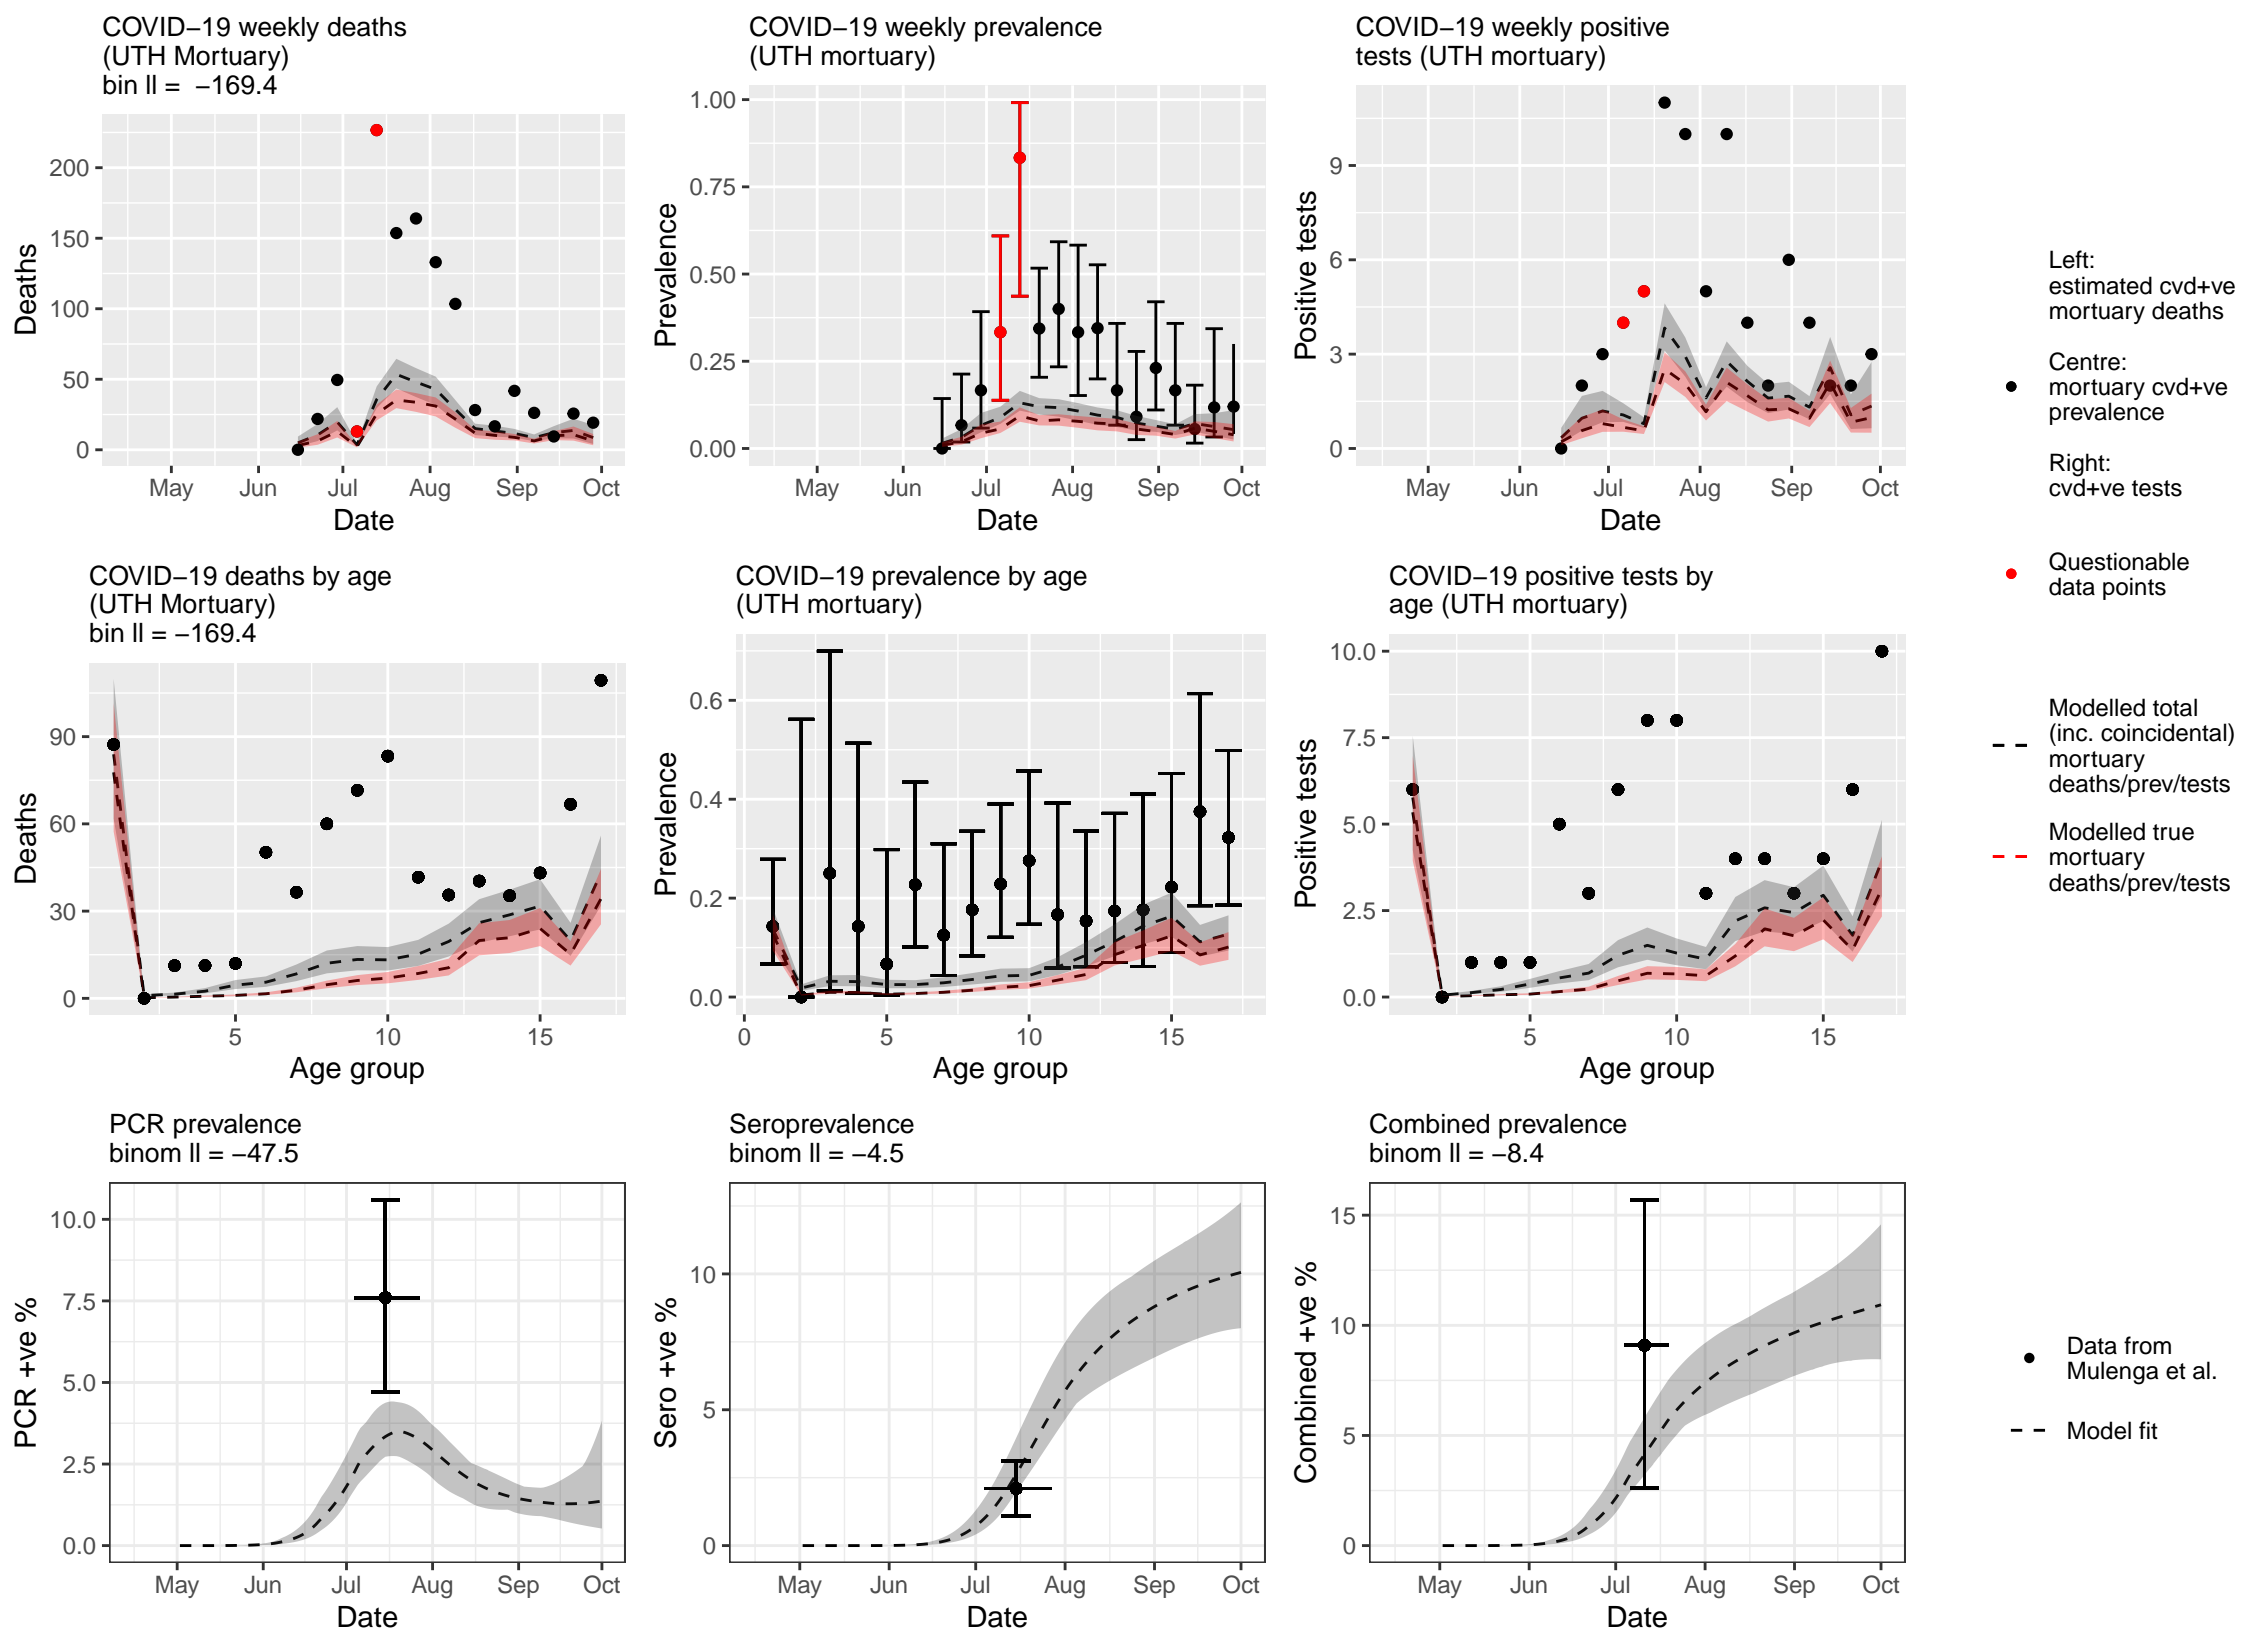 COVID−19 weekly deaths
(UTH Mortuary)
bin ll =  −169.4
Deaths
200
150
100
50
0
May Jun Jul Aug Sep Oct
Date
COVID−19 weekly prevalence
(UTH mortuary)
Prevalence
1.00
0.75
0.50
0.25
0.00
May Jun Jul Aug Sep Oct
Date
COVID−19 weekly positive
tests (UTH mortuary)
Positive tests
9
6
3
0
May Jun Jul Aug Sep Oct
Date
Left:
estimated cvd+ve
mortuary deaths
Centre:
mortuary cvd+ve
prevalence
Right:
cvd+ve tests
Questionable
data points
Modelled total
(inc. coincidental)
mortuary
deaths/prev/tests
Modelled true
mortuary
deaths/prev/tests
COVID−19 deaths by age
(UTH Mortuary)
bin ll = −169.4
Deaths
90
60
30
0
5 10 15
Age group
COVID−19 prevalence by age
(UTH mortuary)
Prevalence
0.6
0.4
0.2
0.0
0 5 10 15
Age group
COVID−19 positive tests by
age (UTH mortuary)
Positive tests
10.0
7.5
5.0
2.5
0.0
5 10 15
Age group
PCR prevalence
binom ll = −47.5
PCR +ve %
10.0
7.5
5.0
2.5
0.0
May Jun Jul Aug Sep Oct
Date
Seroprevalence
binom ll = −4.5
Sero +ve %
10
5
0
May Jun Jul Aug Sep Oct
Date
Combined prevalence
binom ll = −8.4
Combined +ve %
15
10
5
0
May Jun Jul Aug Sep Oct
Date
Data from
Mulenga et al.
Model fit